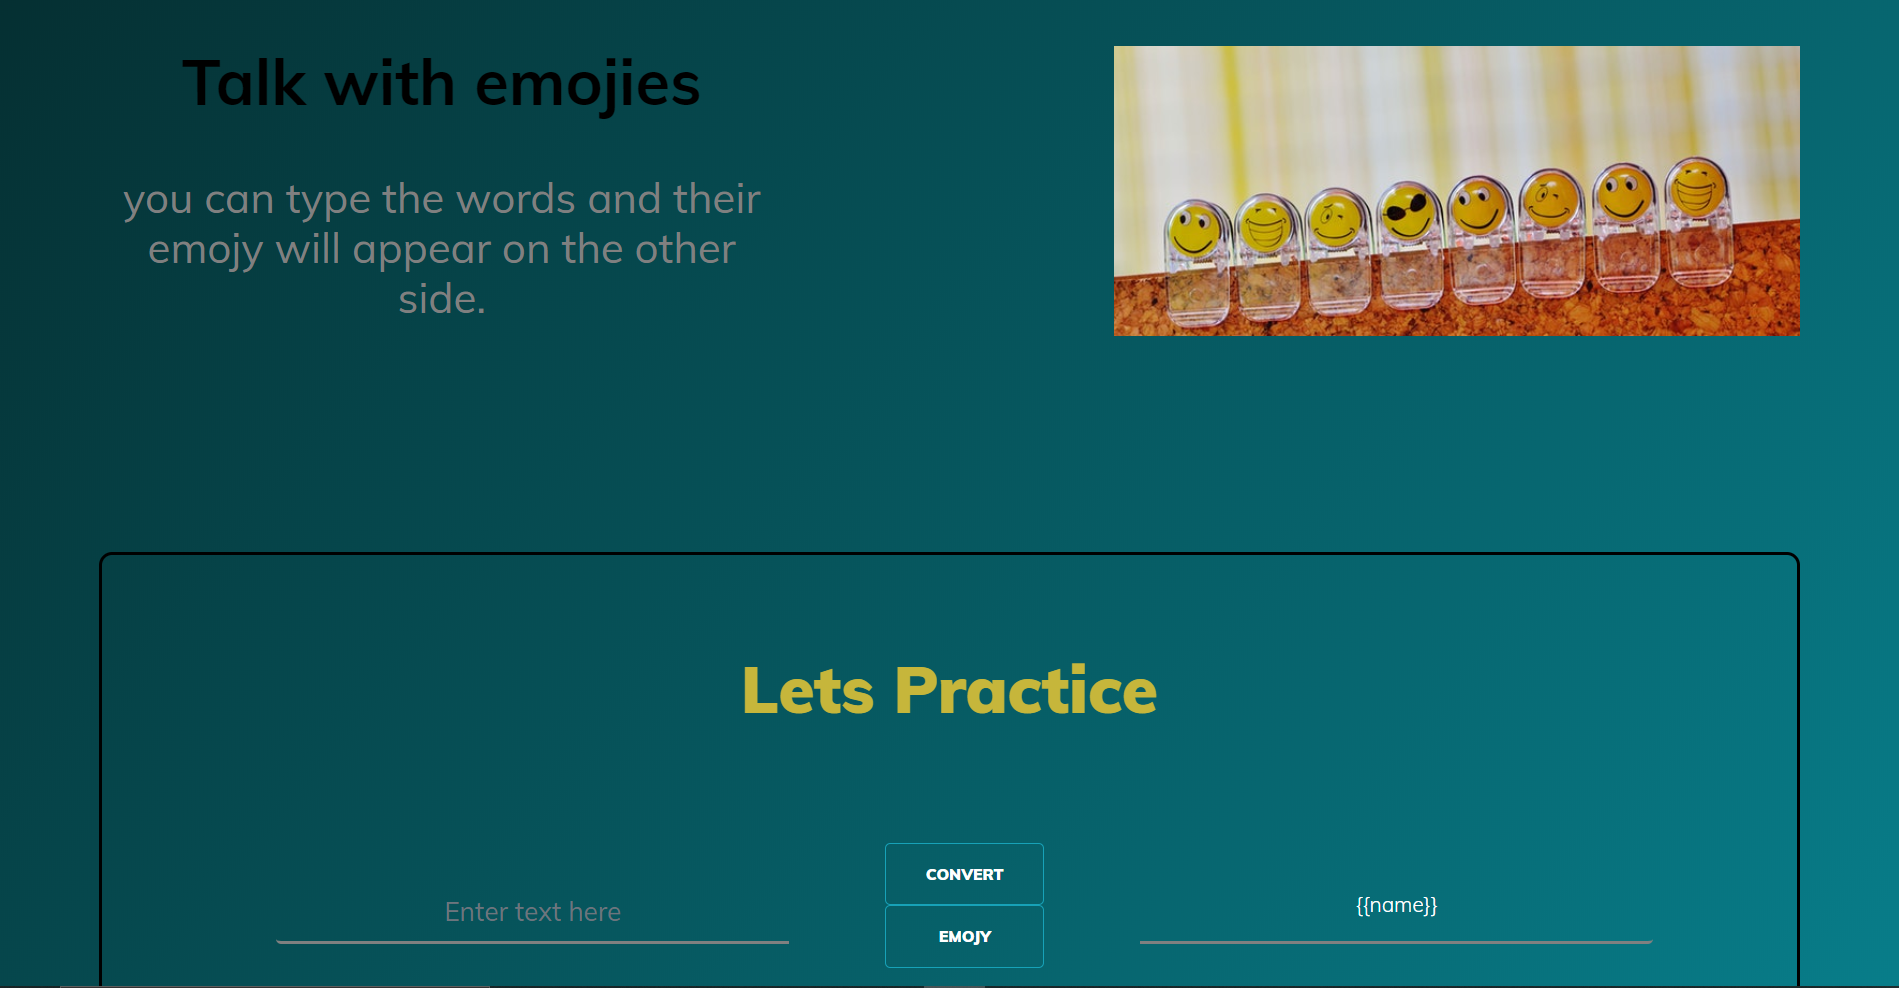 Talk with emojies
you can type the words and their
emojy will appear on the other
side.
Lets Practice
CONVERT
Enter text here
{{name}}
EMOJY